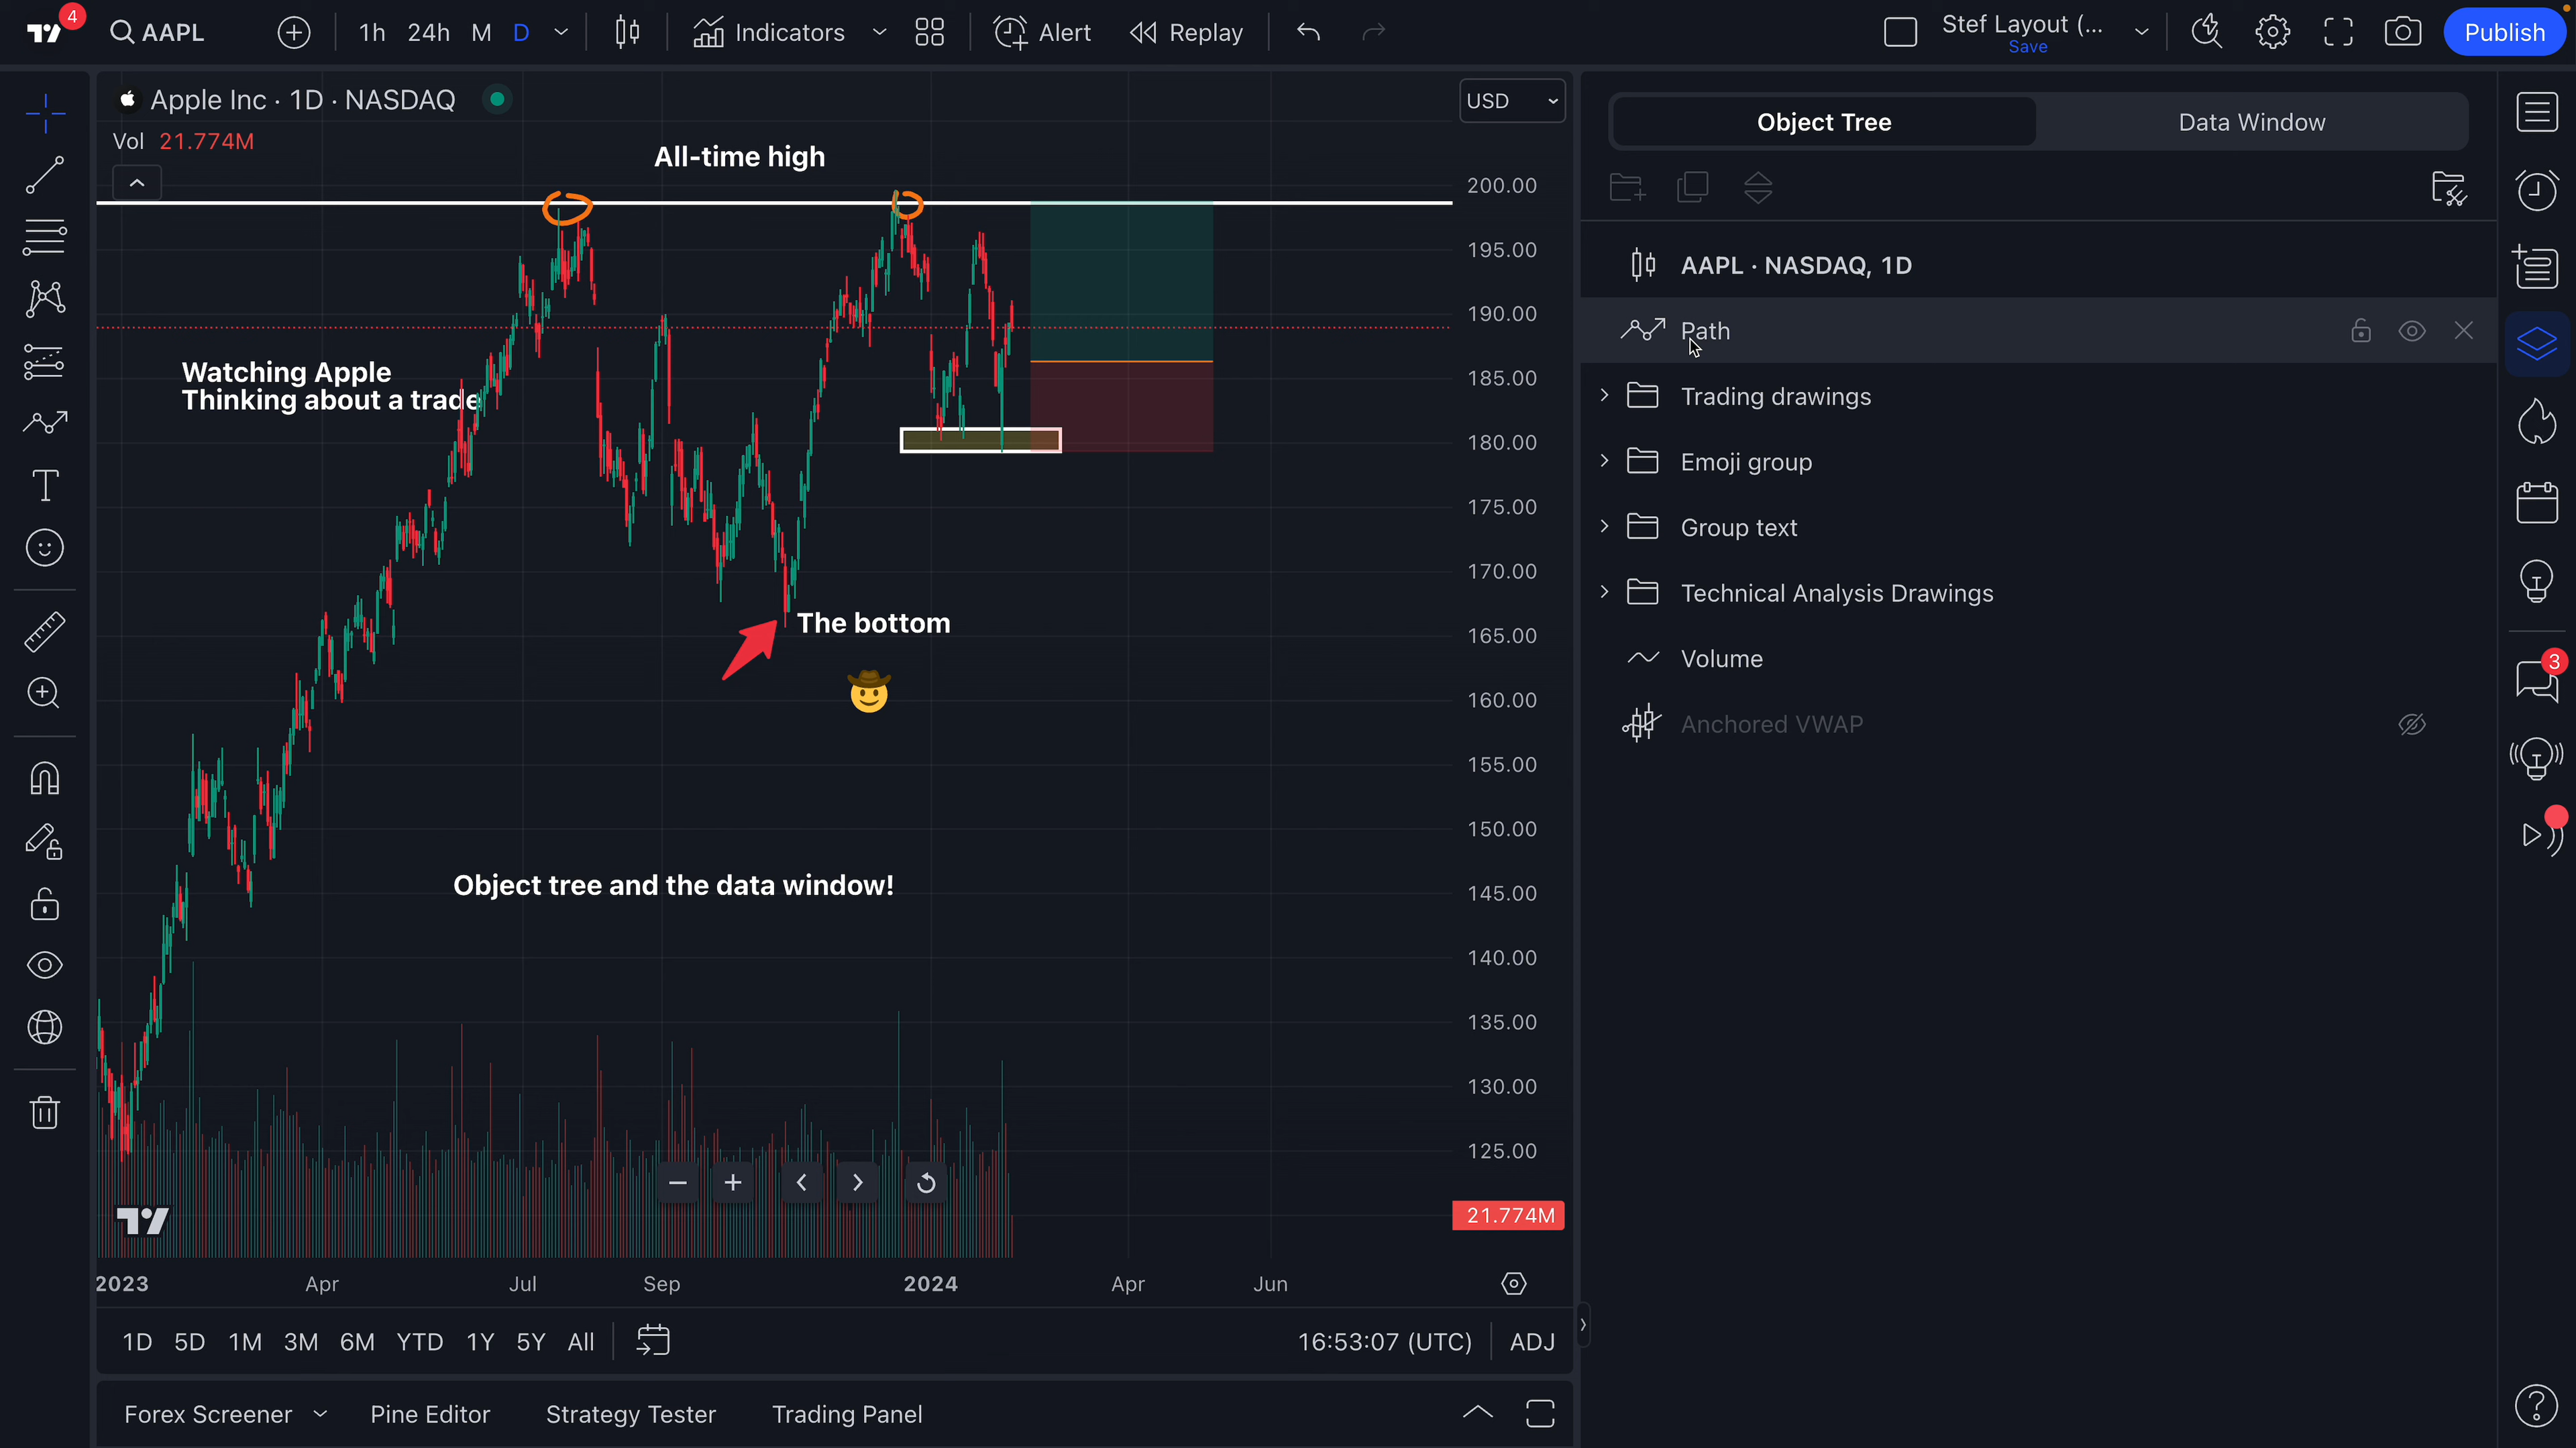 4
AAPL
1h
24h
M
D
Indicators
Alert
Replay
Stef Layout (...
Save
Publish
Apple Inc · 1D · NASDAQ
USD
Vol 21.774M
All-time high
Watching Apple
Thinking about a trade
The bottom
Object tree and the data window!
200.00
195.00
190.00
185.00
180.00
175.00
170.00
165.00
160.00
155.00
150.00
145.00
140.00
135.00
130.00
125.00
21.774M
2023
Apr
Jul
Sep
2024
Apr
Jun
1D
5D
1M
3M
6M
YTD
1Y
5Y
All
16:53:07 (UTC)
ADJ
Forex Screener
Pine Editor
Strategy Tester
Trading Panel
Object Tree
Data Window
AAPL · NASDAQ, 1D
Path
Trading drawings
Emoji group
Group text
Technical Analysis Drawings
Volume
Anchored VWAP
3